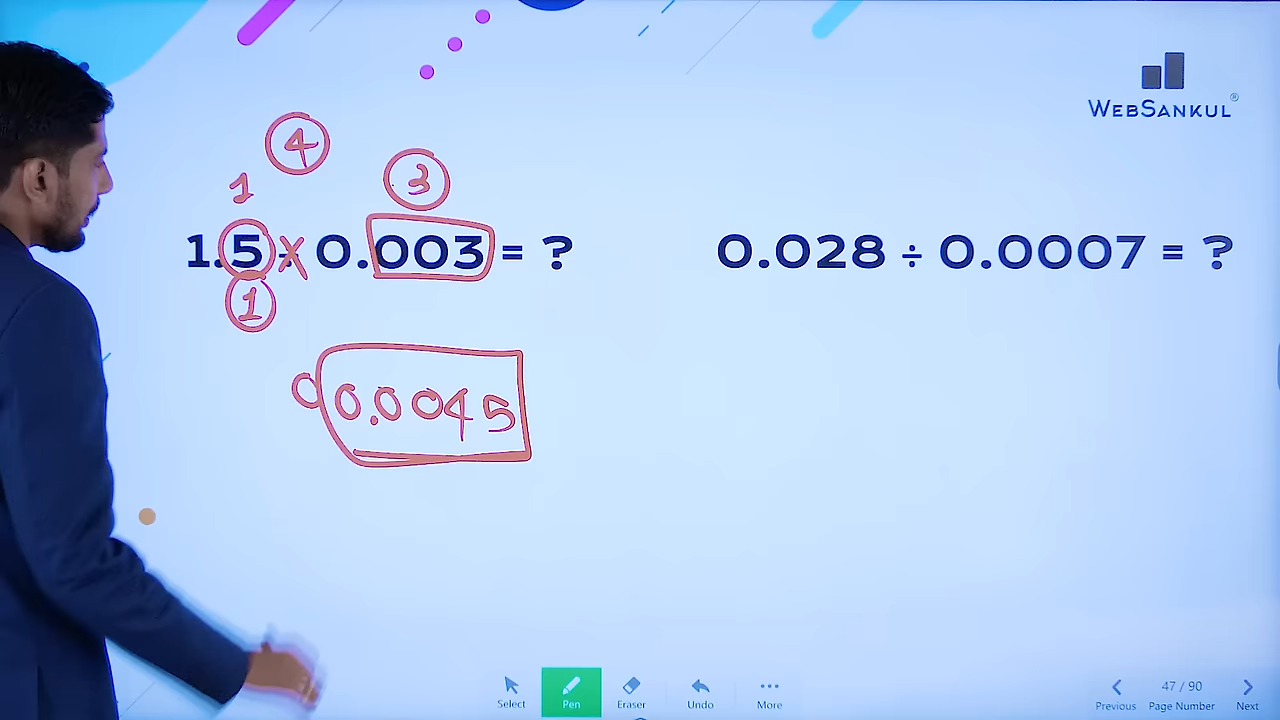 WEBSANKUL®
4
1
3
1.5 × 0.003 = ?
0.028 ÷ 0.0007 = ?
1
00.0045
Select
Pen
Eraser
Undo
More
Previous
47 / 90
Page Number
Next